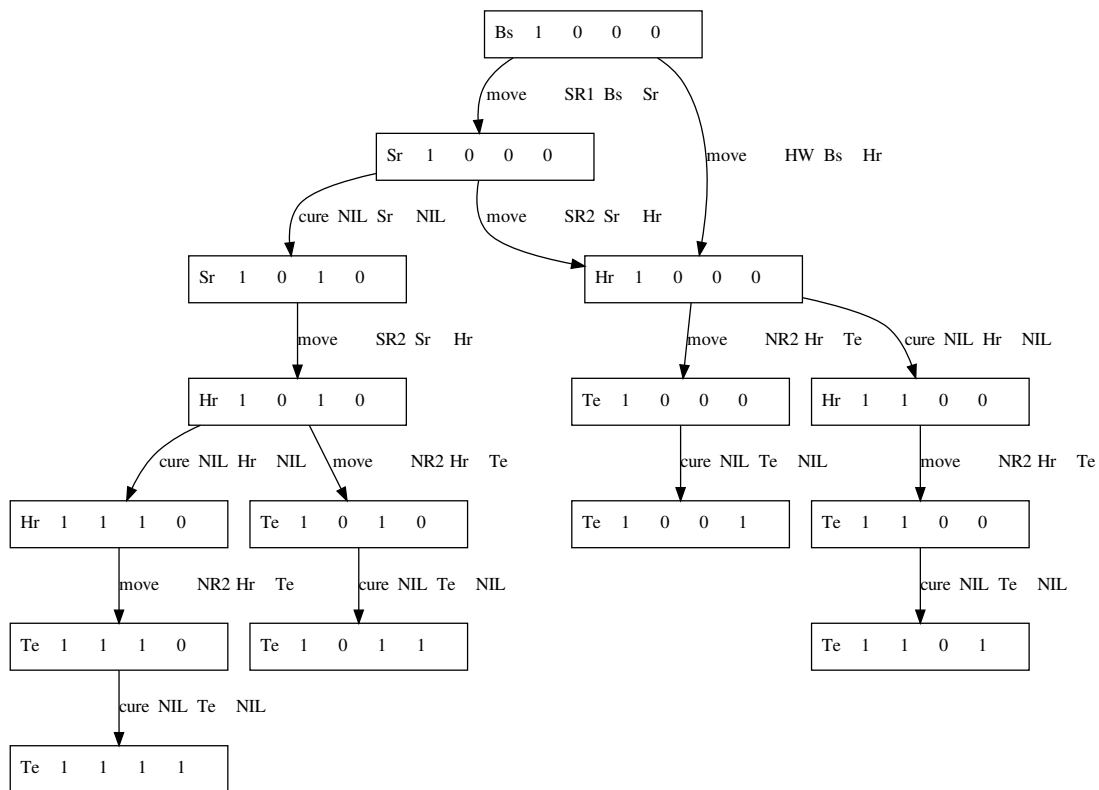 Bs 1 0 0 0
move SR1 Bs Sr
Sr 1 0 0 0
move HW Bs Hr
cure NIL Sr NIL
move SR2 Sr Hr
Sr 1 0 1 0
Hr 1 0 0 0
move SR2 Sr Hr
move NR2 Hr Te
cure NIL Hr NIL
Hr 1 0 1 0
Te 1 0 0 0
Hr 1 1 0 0
cure NIL Hr NIL
move NR2 Hr Te
cure NIL Te NIL
move NR2 Hr Te
Hr 1 1 1 0
Te 1 0 1 0
Te 1 0 0 1
Te 1 1 0 0
move NR2 Hr Te
cure NIL Te NIL
cure NIL Te NIL
Te 1 1 1 0
Te 1 0 1 1
Te 1 1 0 1
cure NIL Te NIL
Te 1 1 1 1